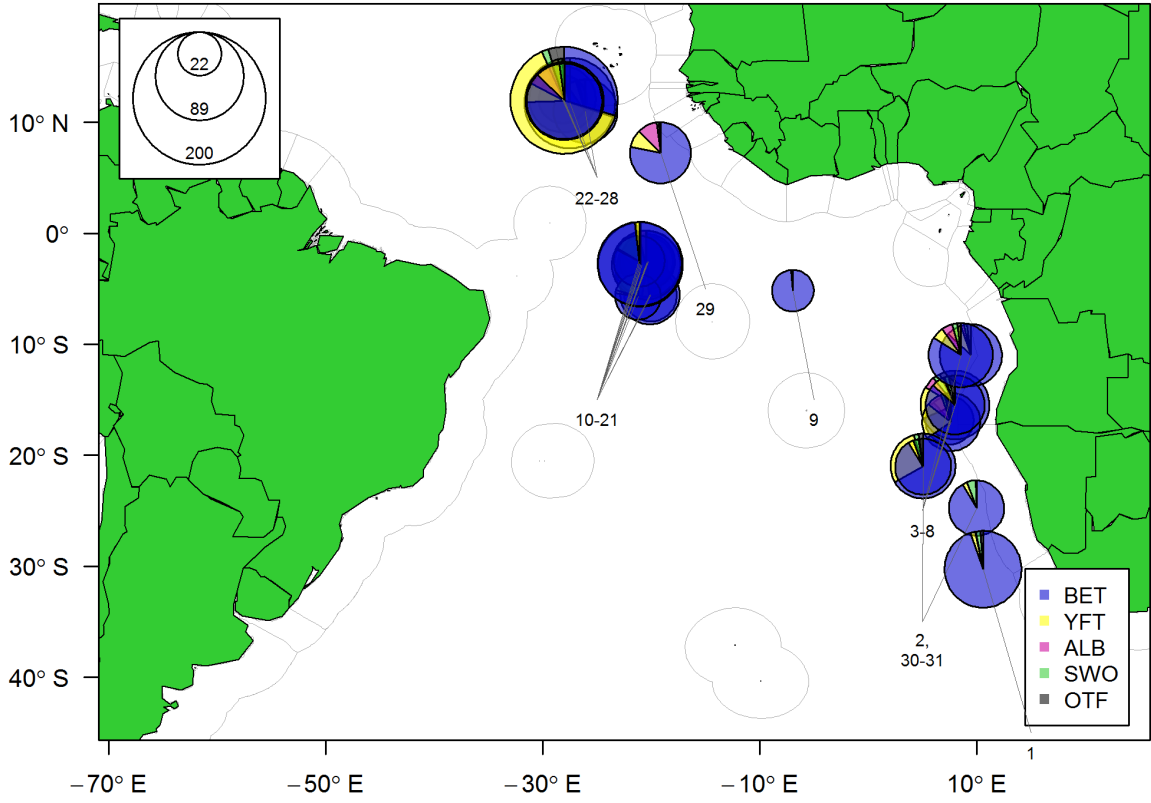 22
89
200
10° N
0°
10° S
20° S
30° S
40° S
22-28
29
10-21
9
3-8
2,
30-31
1
BET
YFT
ALB
SWO
OTF
−70° E
−50° E
−30° E
−10° E
10° E